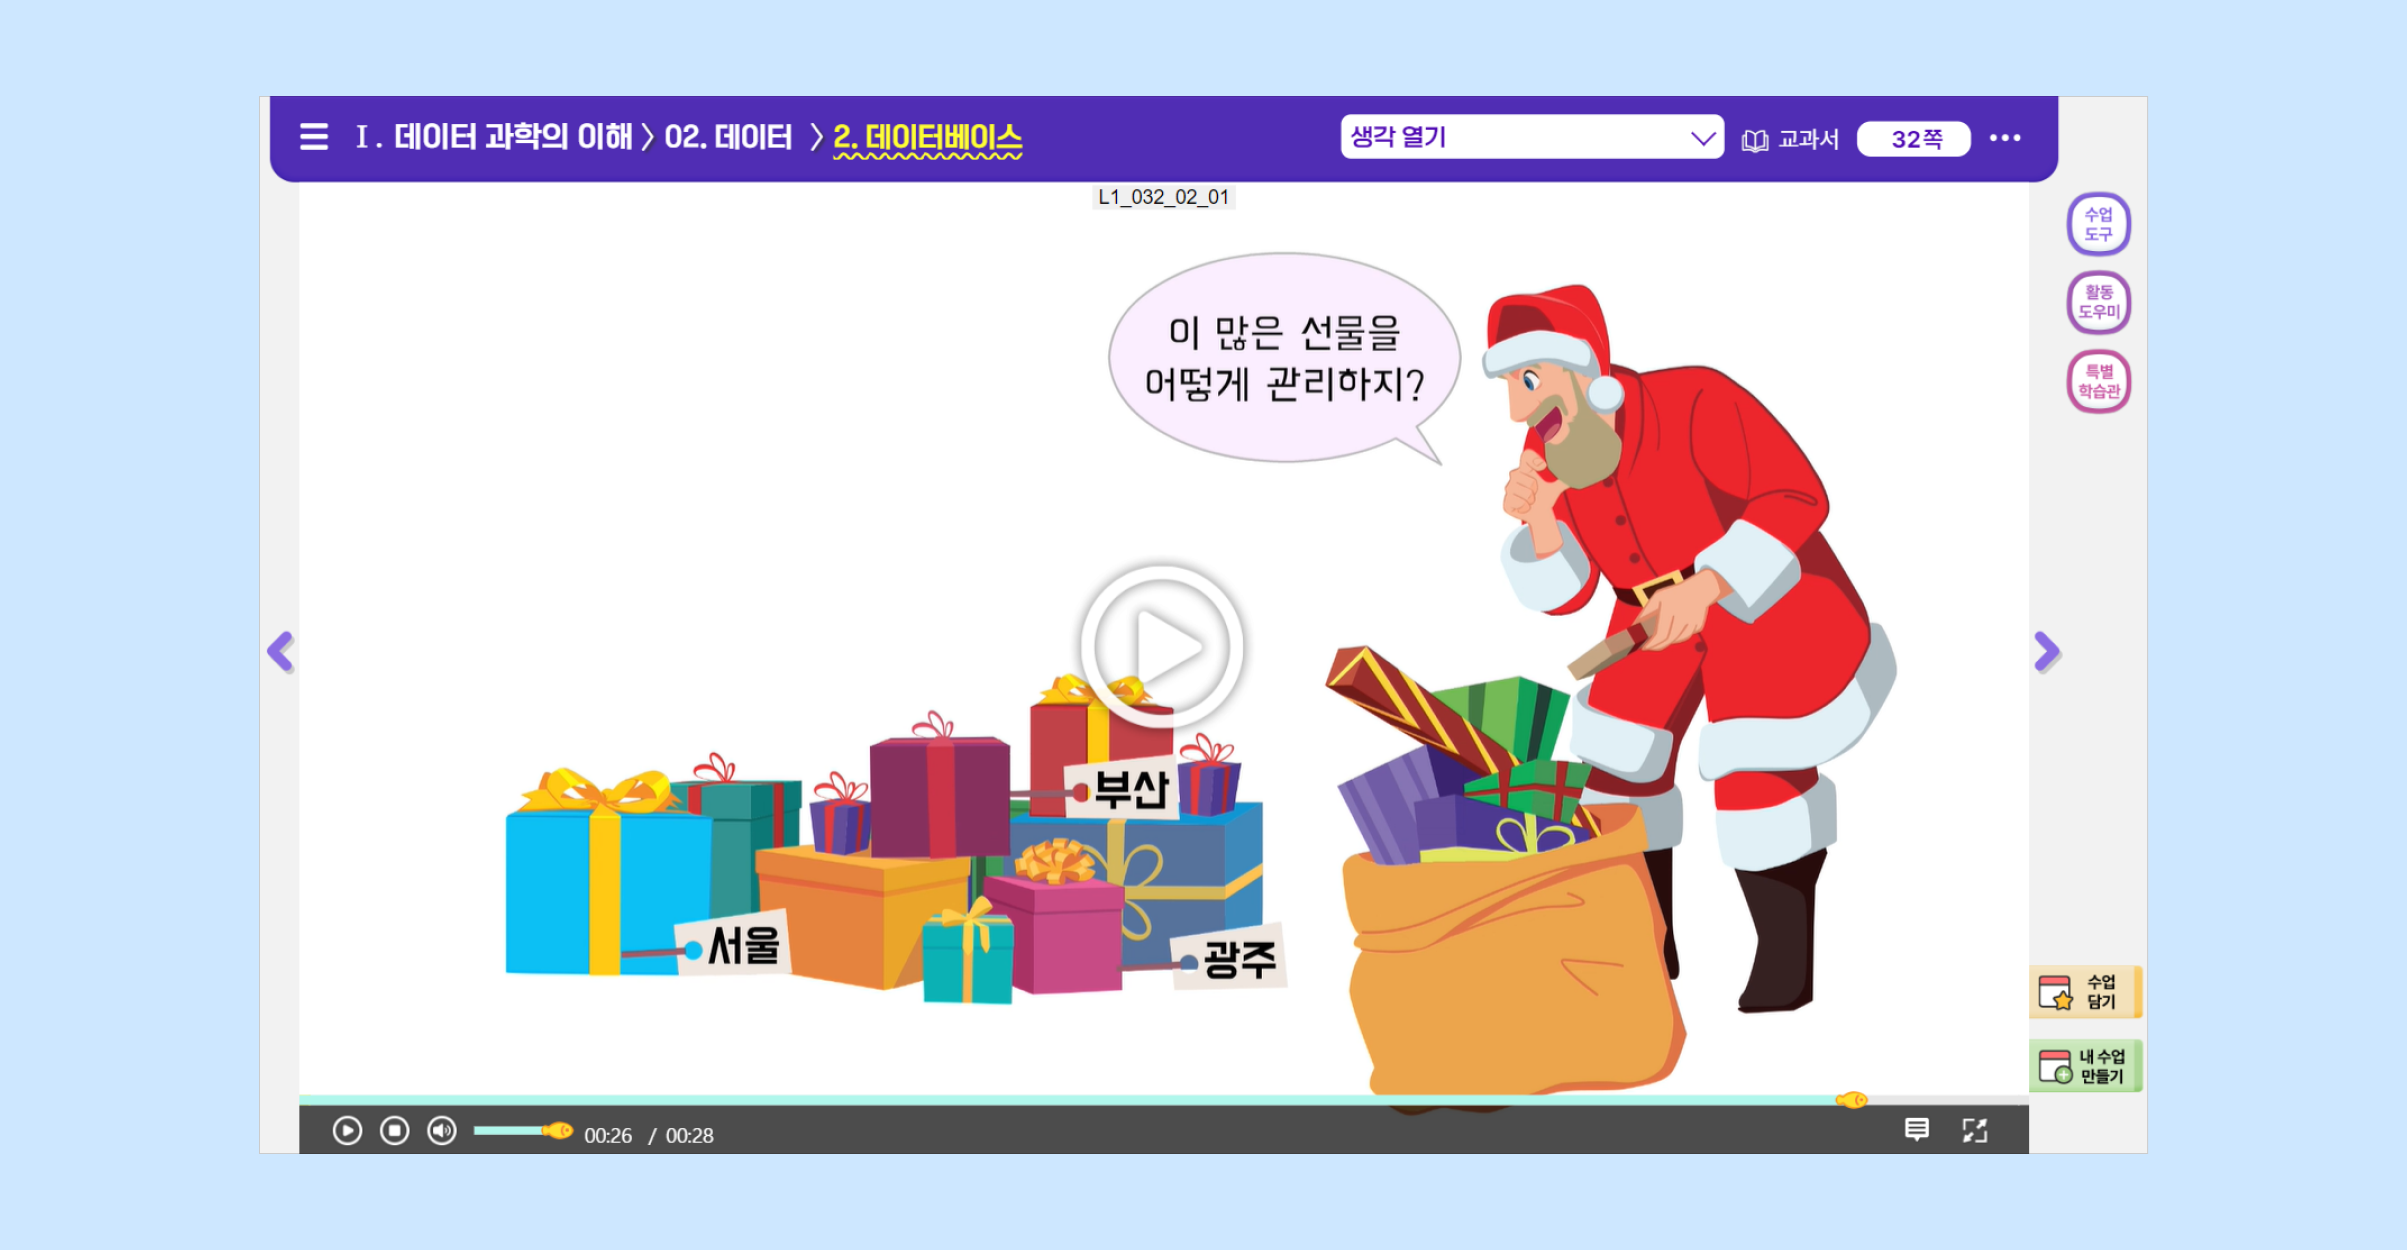 Ⅰ. 데이터 과학의 이해 〉 02. 데이터 〉 2. 데이터베이스
생각 열기
교과서
32쪽
L1_032_02_01
수업
도구
활동
도우미
특별
학습관
이 많은 선물을
어떻게 관리하지?
부산
서울
광주
수업
담기
내 수업
만들기
00:26 / 00:28